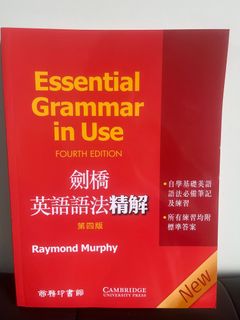 Essential
Grammar
in Use
FOURTH EDITION
劍橋
英語語法精解
第四版
• 自學基礎英語
語法必備筆記
及練習
• 所有練習均附
標準答案
Raymond Murphy
商務印書館
CAMBRIDGE
UNIVERSITY PRESS
New